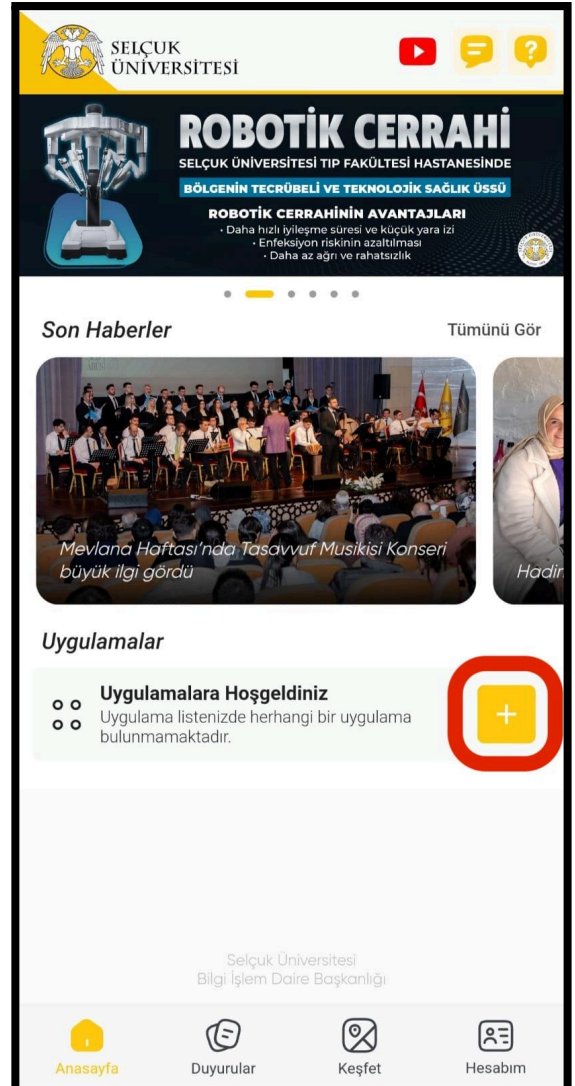 SELÇUK
ÜNİVERSİTESİ
ROBOTİK CERRAHİ
SELÇUK ÜNİVERSİTESİ TIP FAKÜLTESİ HASTANESİNDE
BÖLGENİN TECRÜBELİ VE TEKNOLOJİK SAĞLIK ÜSSÜ
ROBOTİK CERRAHİNİN AVANTAJLARI
• Daha hızlı iyileşme süresi ve küçük yara izi
• Enfeksiyon riskinin azaltılması
• Daha az ağrı ve rahatsızlık
Son Haberler Tümünü Gör
Mevlana Haftası'nda Tasavvuf Musikisi Konseri
büyük ilgi gördü
Uygulamalar
Uygulamalara Hoşgeldiniz
Uygulama listenizde herhangi bir uygulama
bulunmamaktadır.
Selçuk Üniversitesi
Bilgi İşlem Daire Başkanlığı
Anasayfa Duyurular Keşfet Hesabım